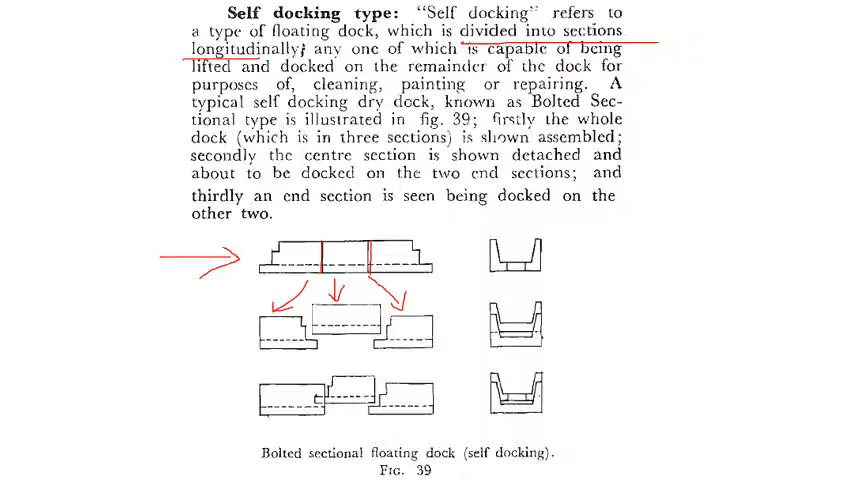 Self docking type: "Self docking" refers to
a type of floating dock, which is divided into sections
longitudinally; any one of which is capable of being
lifted and docked on the remainder of the dock for
purposes of, cleaning, painting or repairing. A
typical self docking dry dock, known as Bolted Sec-
tional type is illustrated in fig. 39; firstly the whole
dock (which is in three sections) is shown assembled;
secondly the centre section is shown detached and
about to be docked on the two end sections; and
thirdly an end section is seen being docked on the
other two.
Bolted sectional floating dock (self docking).
FIG. 39